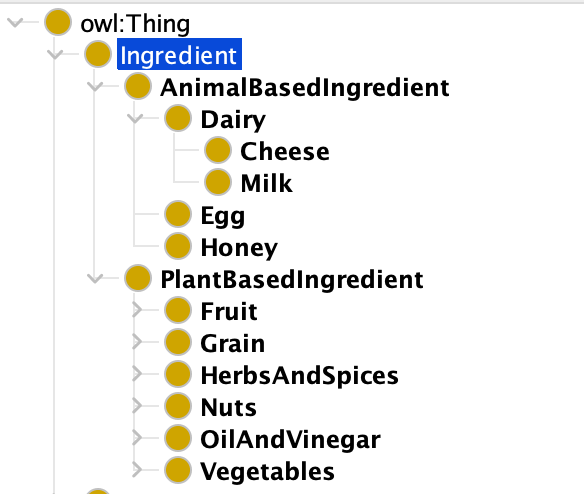 owl:Thing
Ingredient
AnimalBasedIngredient
Dairy
Cheese
Milk
Egg
Honey
PlantBasedIngredient
Fruit
Grain
HerbsAndSpices
Nuts
OilAndVinegar
Vegetables